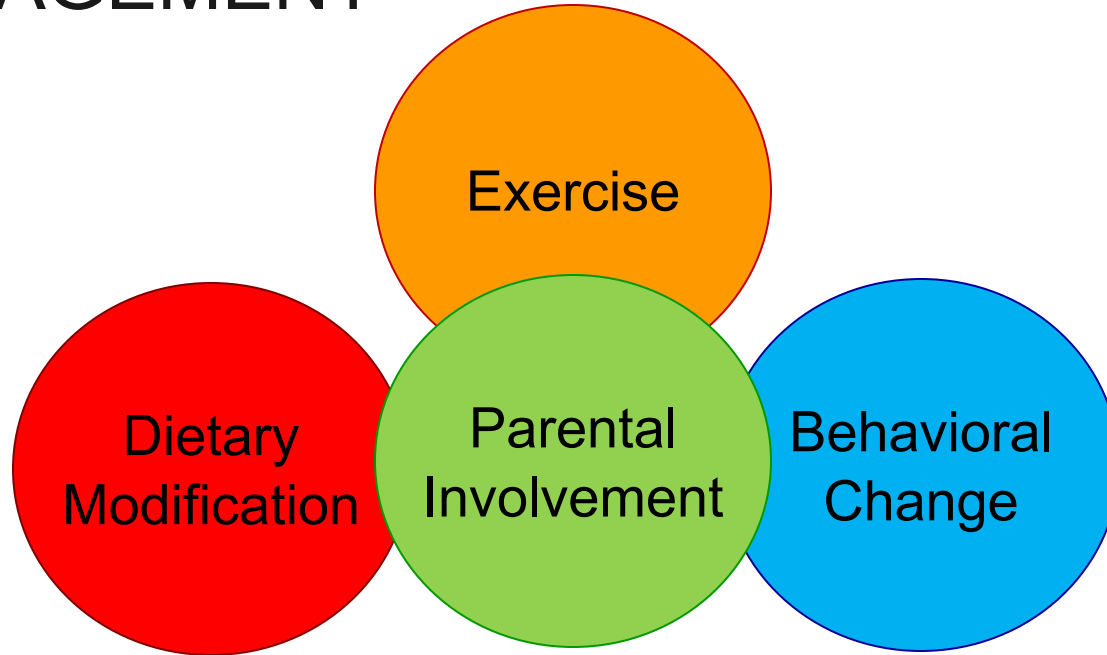 Exercise
Dietary
Modification
Parental
Involvement
Behavioral
Change